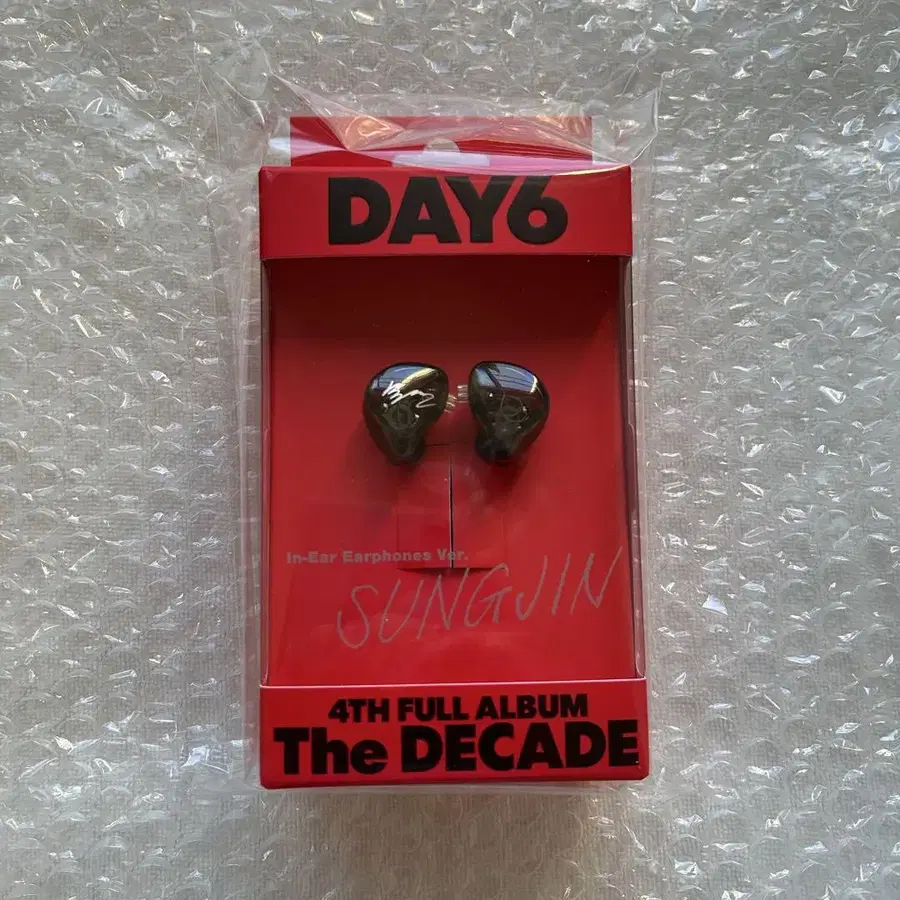 DAY6
In-Ear Earphones Ver.
SUNGJIN
4TH FULL ALBUM
The DECADE